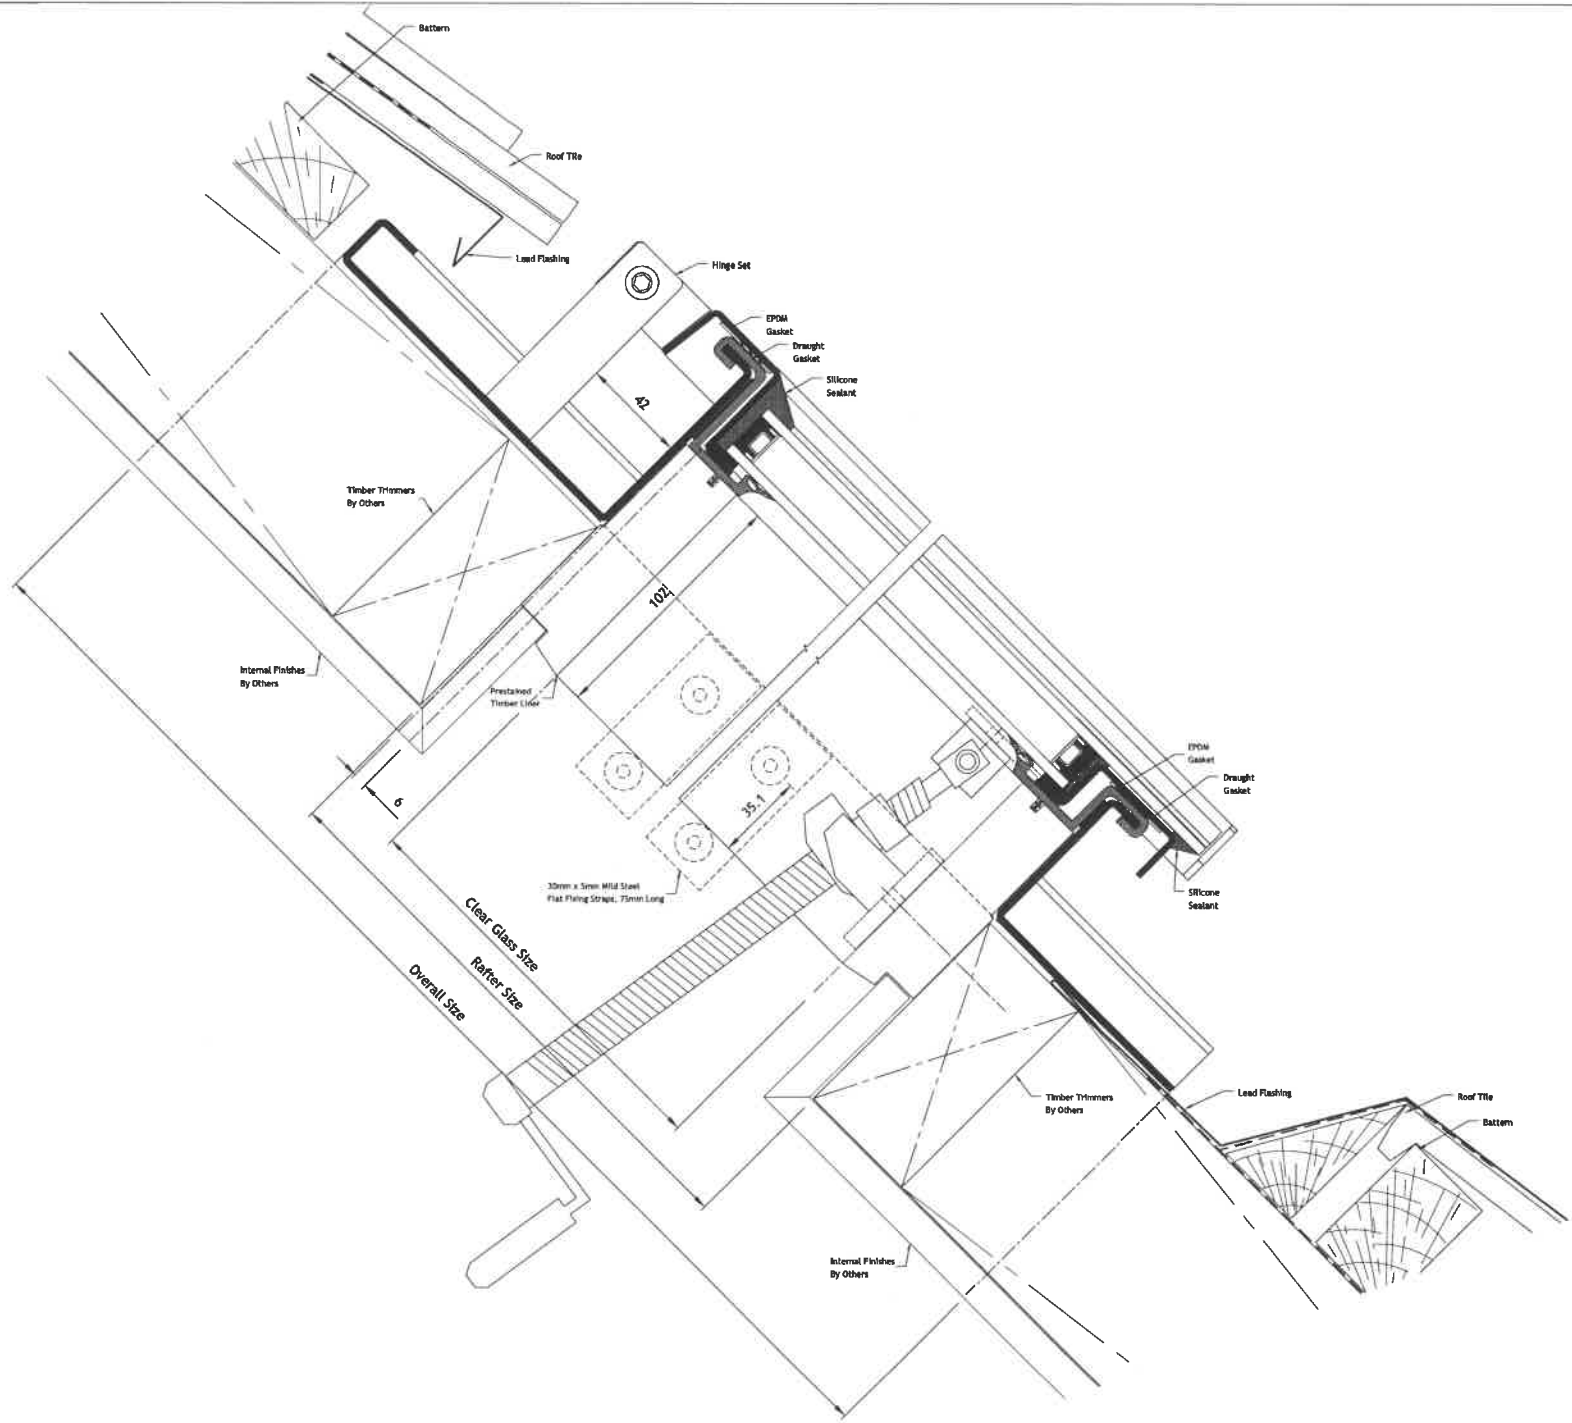 Battern
Roof Tile
Lead Flashing
Hinge Set
EPDM
Gasket
Draught
Gasket
Silicone
Sealant
42
Timber Trimmers
By Others
102
Internal Finishes
By Others
Prestained
Timber Liner
6
35.1
30mm x 5mm Mild Steel
Flat Fixing Straps, 75mm Long
Clear Glass Size
Rafter Size
Overall Size
EPDM
Gasket
Draught
Gasket
Silicone
Sealant
Timber Trimmers
By Others
Lead Flashing
Roof Tile
Battern
Internal Finishes
By Others